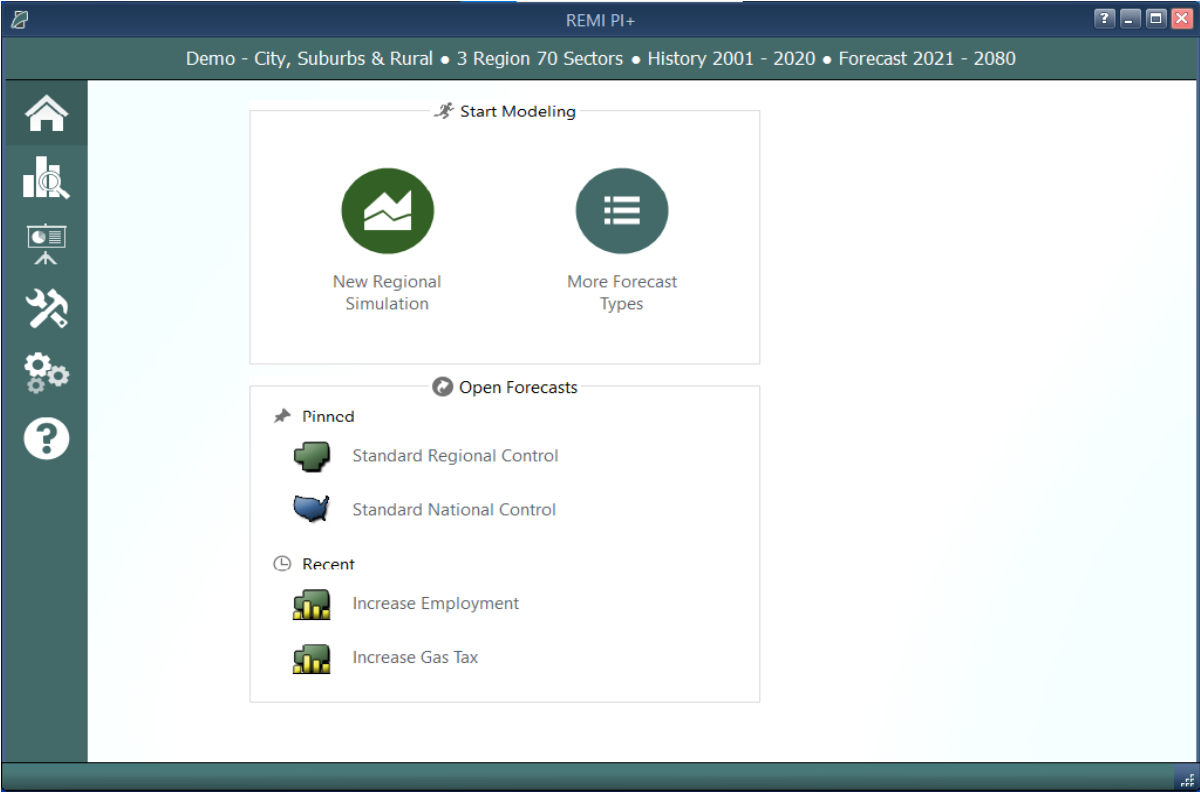 REMI PI+
Demo - City, Suburbs & Rural ● 3 Region 70 Sectors ● History 2001 - 2020 ● Forecast 2021 - 2080
Start Modeling
New Regional
Simulation
More Forecast
Types
Open Forecasts
Pinned
Standard Regional Control
Standard National Control
Recent
Increase Employment
Increase Gas Tax